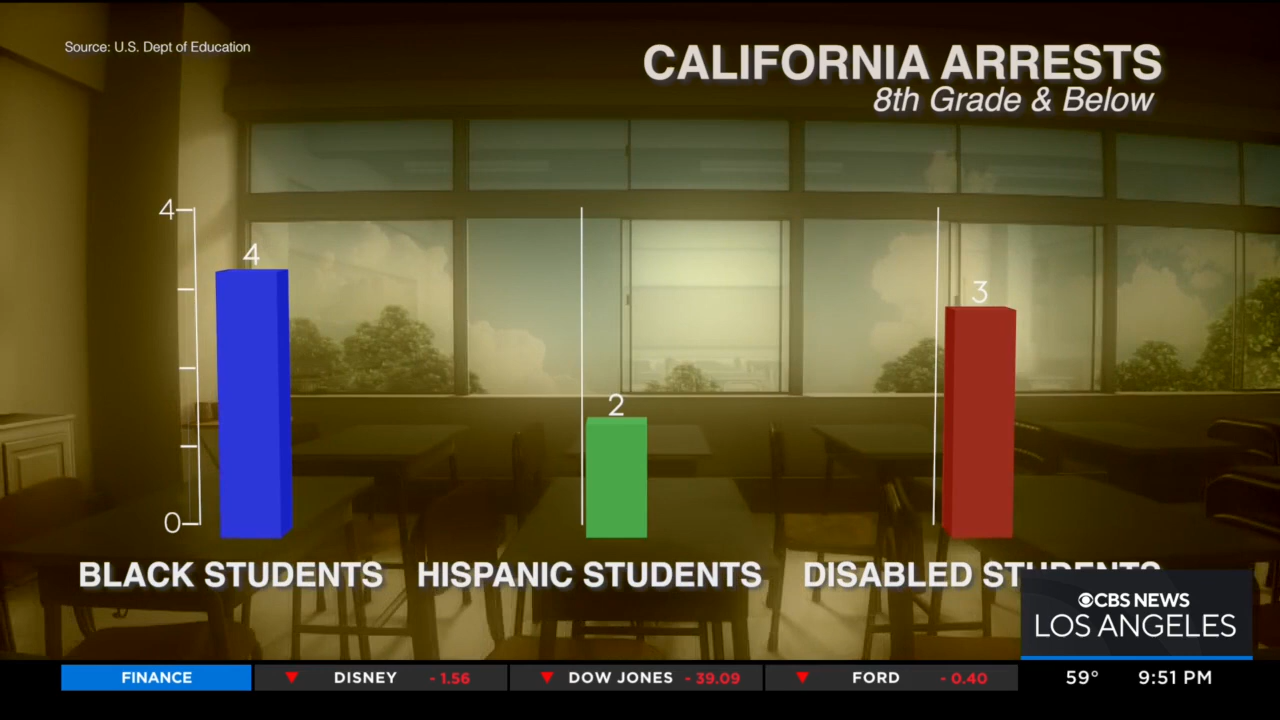 Source: U.S. Dept of Education
CALIFORNIA ARRESTS
8th Grade & Below
4
4
2
3
0
BLACK STUDENTS
HISPANIC STUDENTS
DISABLED STUDENTS
CBS NEWS
LOS ANGELES
FINANCE
DISNEY - 1.56
DOW JONES - 39.09
FORD - 0.40
59° 9:51 PM